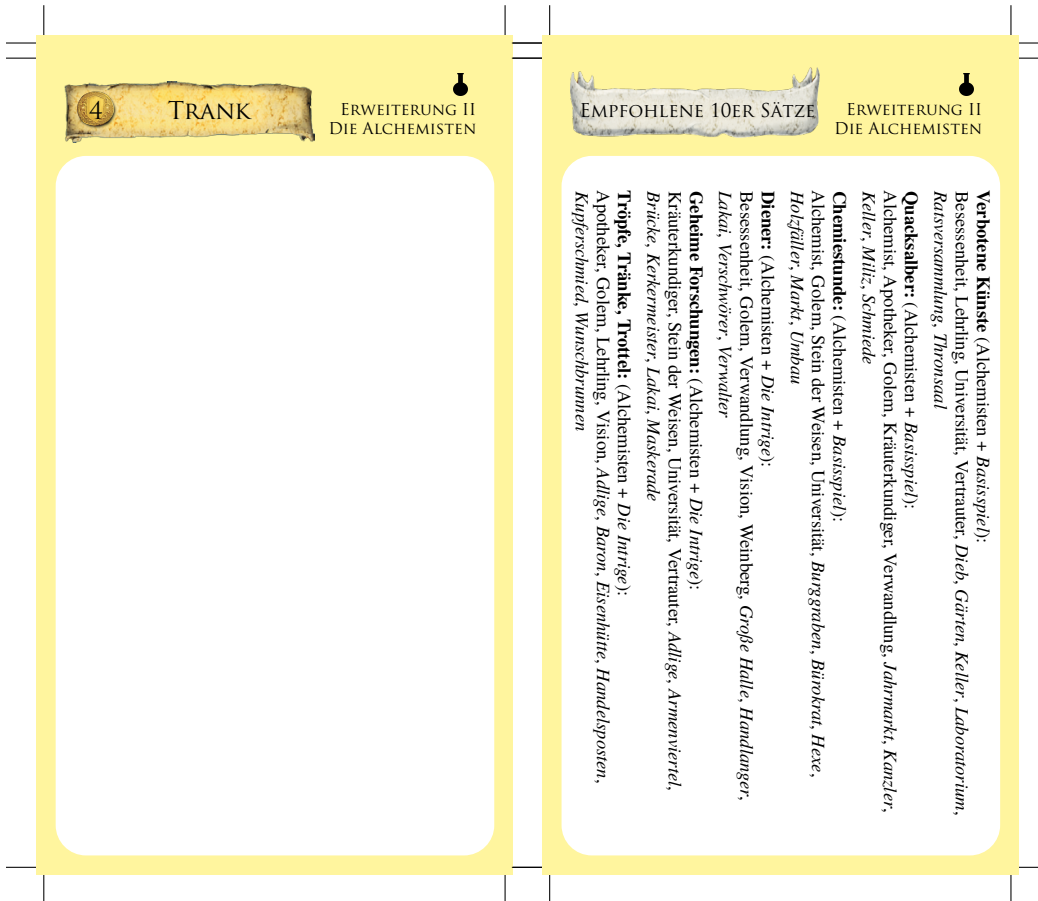 4
TRANK
ERWEITERUNG II
DIE ALCHEMISTEN
EMPFOHLENE 10ER SÄTZE
ERWEITERUNG II
DIE ALCHEMISTEN
Verbotene Künste (Alchemisten + Basisspiel):
Besessenheit, Lehrling, Universität, Vertrauter, Dieb, Gärten, Keller, Laboratorium,
Ratsversammlung, Thronsaal
Quacksalber: (Alchemisten + Basisspiel):
Alchemist, Apotheker, Golem, Kräuterkundiger, Verwandlung, Jahrmarkt, Kanzler,
Keller, Miliz, Schmiede
Chemiestunde: (Alchemisten + Basisspiel):
Alchemist, Golem, Stein der Weisen, Universität, Burggraben, Bürokrat, Hexe,
Holzfäller, Markt, Umbau
Diener: (Alchemisten + Die Intrige):
Besessenheit, Golem, Verwandlung, Vision, Weinberg, Große Halle, Handlanger,
Lakai, Verschwörer, Verwalter
Geheime Forschungen: (Alchemisten + Die Intrige):
Kräuterkundiger, Stein der Weisen, Universität, Vertrauter, Adlige, Armenviertel,
Brücke, Kerkermeister, Lakai, Maskerade
Tröpfe, Tränke, Trottel: (Alchemisten + Die Intrige):
Apotheker, Golem, Lehrling, Vision, Adlige, Baron, Eisenhütte, Handelsposten,
Kupferschmied, Wunschbrunnen